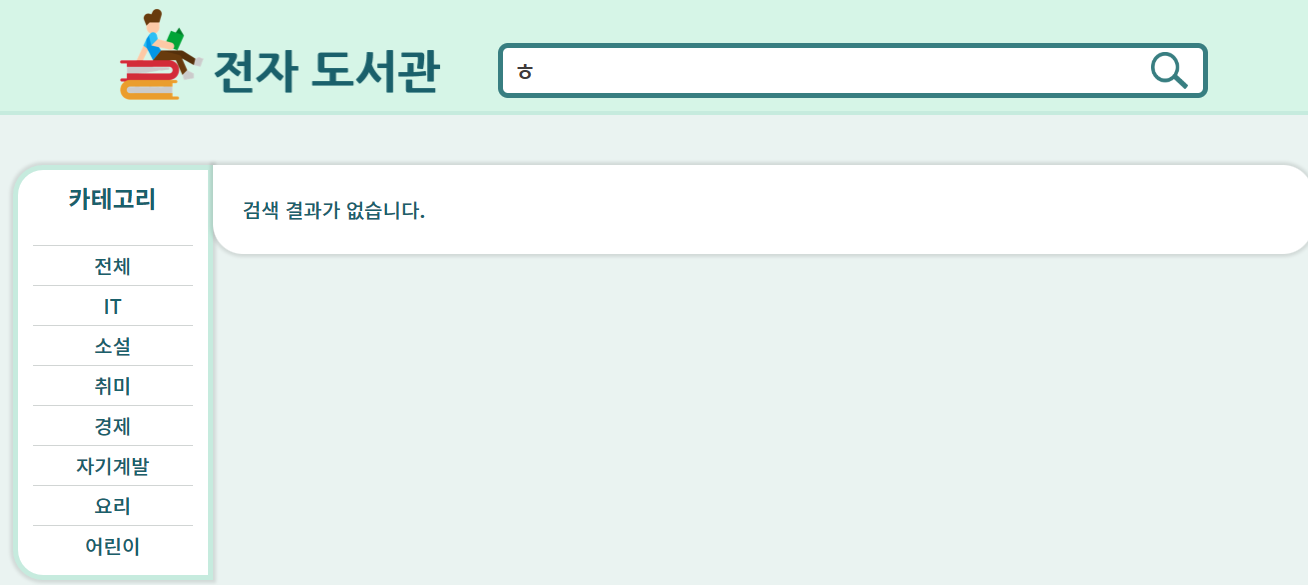 전자 도서관
ㅎ
카테고리
검색 결과가 없습니다.
전체
IT
소설
취미
경제
자기계발
요리
어린이